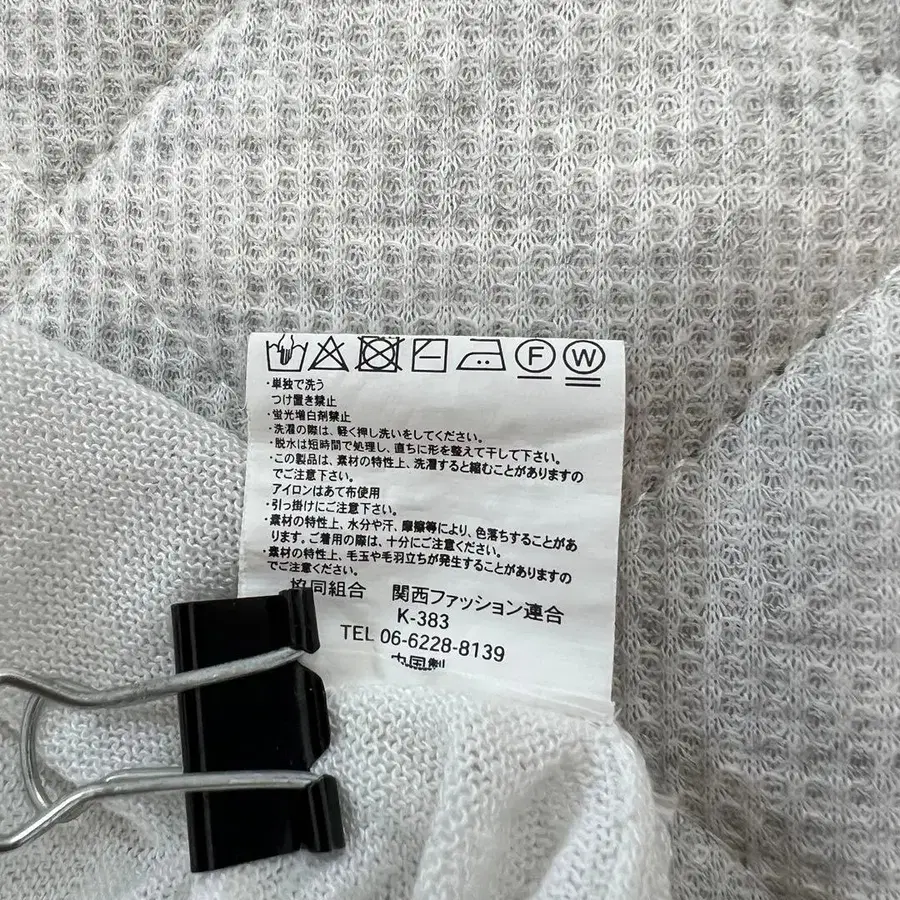 F W
・単独で洗う
つけ置き禁止
・蛍光増白剤禁止
・洗濯の際は、軽く押し洗いをしてください。
・脱水は短時間で処理し、直ちに形を整えて干して下さい。
・この製品は、素材の特性上、洗濯すると縮むことがありますの
でご注意下さい。
アイロンはあて布使用
・引っ掛けにご注意下さい。
・素材の特性上、水分や汗、摩擦等により、色落ちすることがあ
ります。ご着用の際は、十分にご注意ください。
・素材の特性上、毛玉や毛羽立ちが発生することがありますの
でご注意ください。
協同組合 関西ファッション連合
K-383
TEL 06-6228-8139
中国製